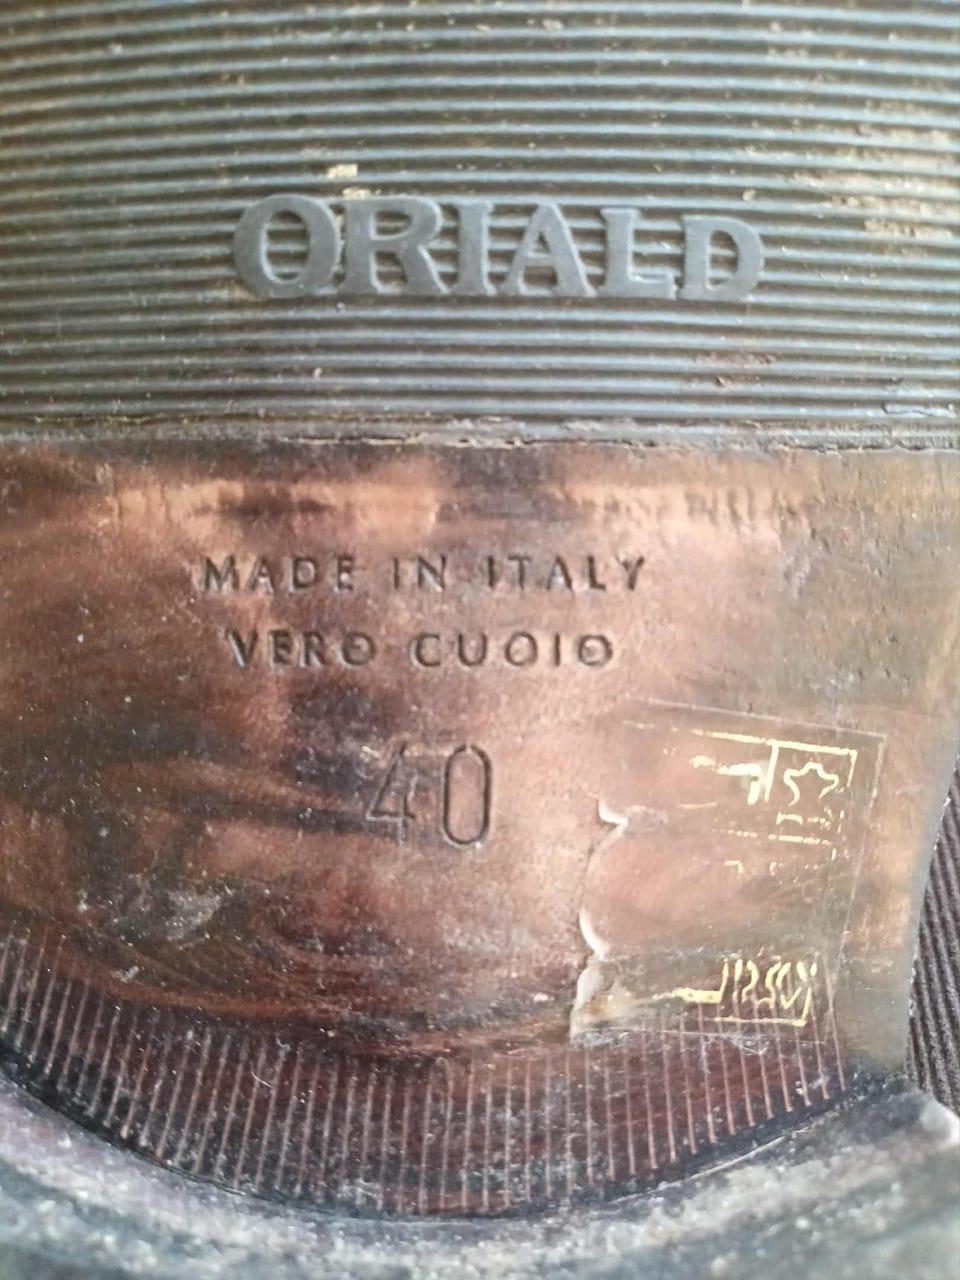 ORIALD
MADE IN ITALY
VERO CUOIO
40